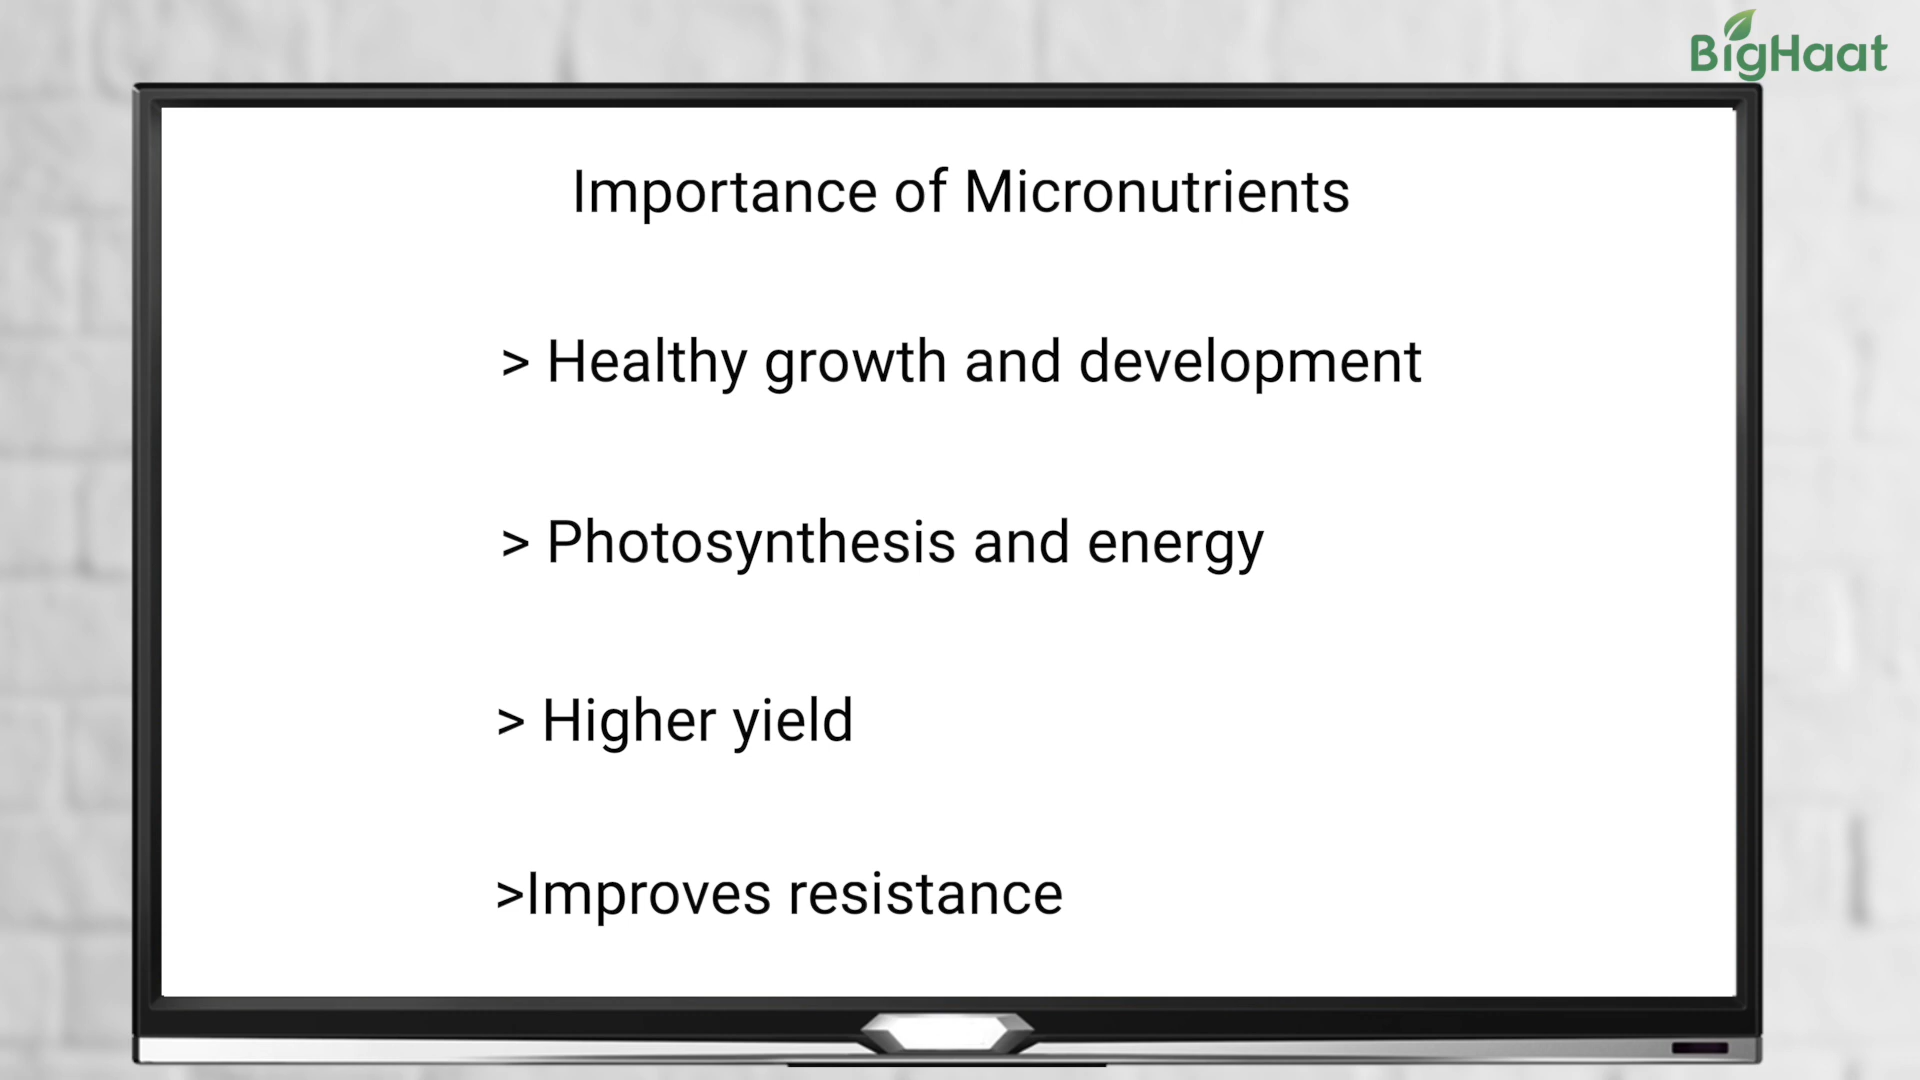 BigHaat
Importance of Micronutrients
> Healthy growth and development
> Photosynthesis and energy
> Higher yield
>Improves resistance